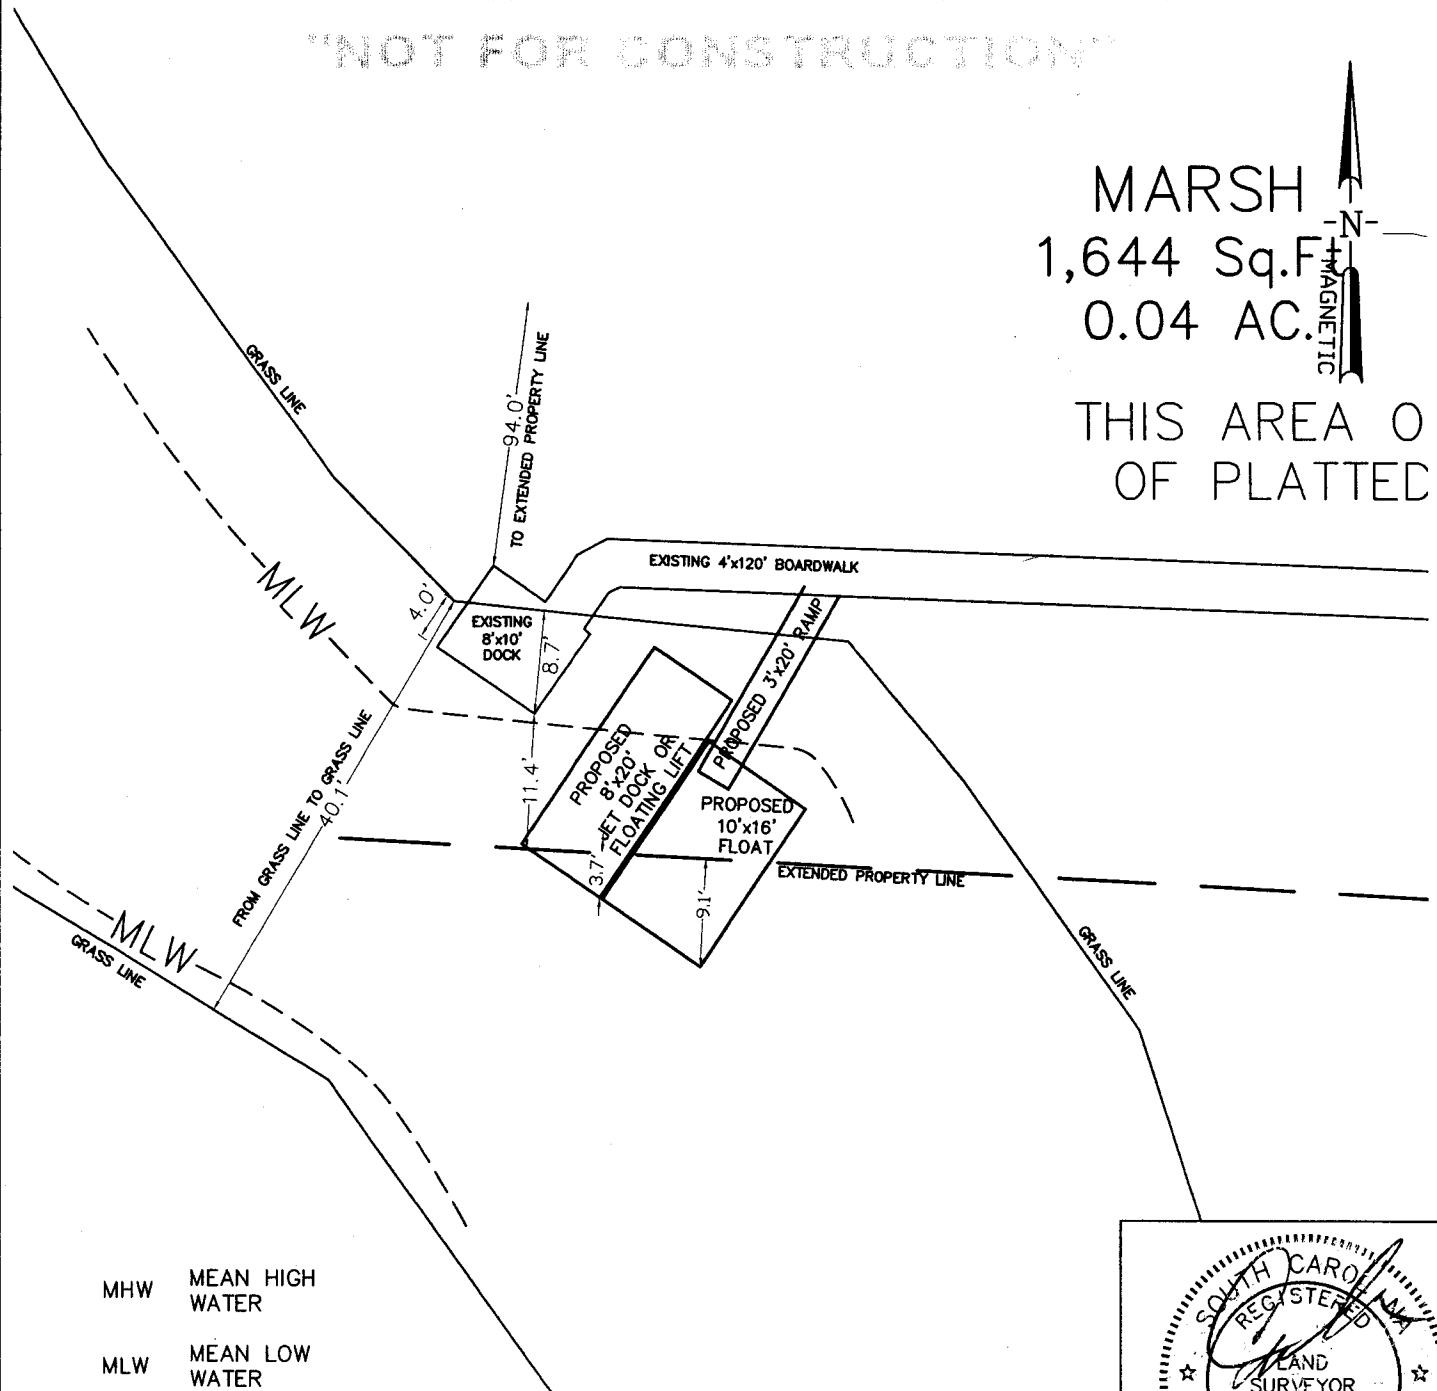 "NOT FOR CONSTRUCTION"
MARSH
1,644 Sq.Ft.
0.04 AC.
-N-
MAGNETIC
THIS AREA O
OF PLATTED
GRASS LINE
94.0'
TO EXTENDED PROPERTY LINE
EXISTING 4'x120' BOARDWALK
MLW
4.0'
EXISTING
8'x10'
DOCK
8.7'
PROPOSED 3'x20' RAMP
PROPOSED
8'x20'
JET DOCK OR
FLOATING LIFT
11.4'
FROM GRASS LINE TO GRASS LINE
40.1'
PROPOSED
10'x16'
FLOAT
3.7'
9.1'
EXTENDED PROPERTY LINE
MLW
GRASS LINE
GRASS LINE
MHW MEAN HIGH
WATER
MLW MEAN LOW
WATER
SOUTH CAROLINA
REGISTERED
LAND
SURVEYOR